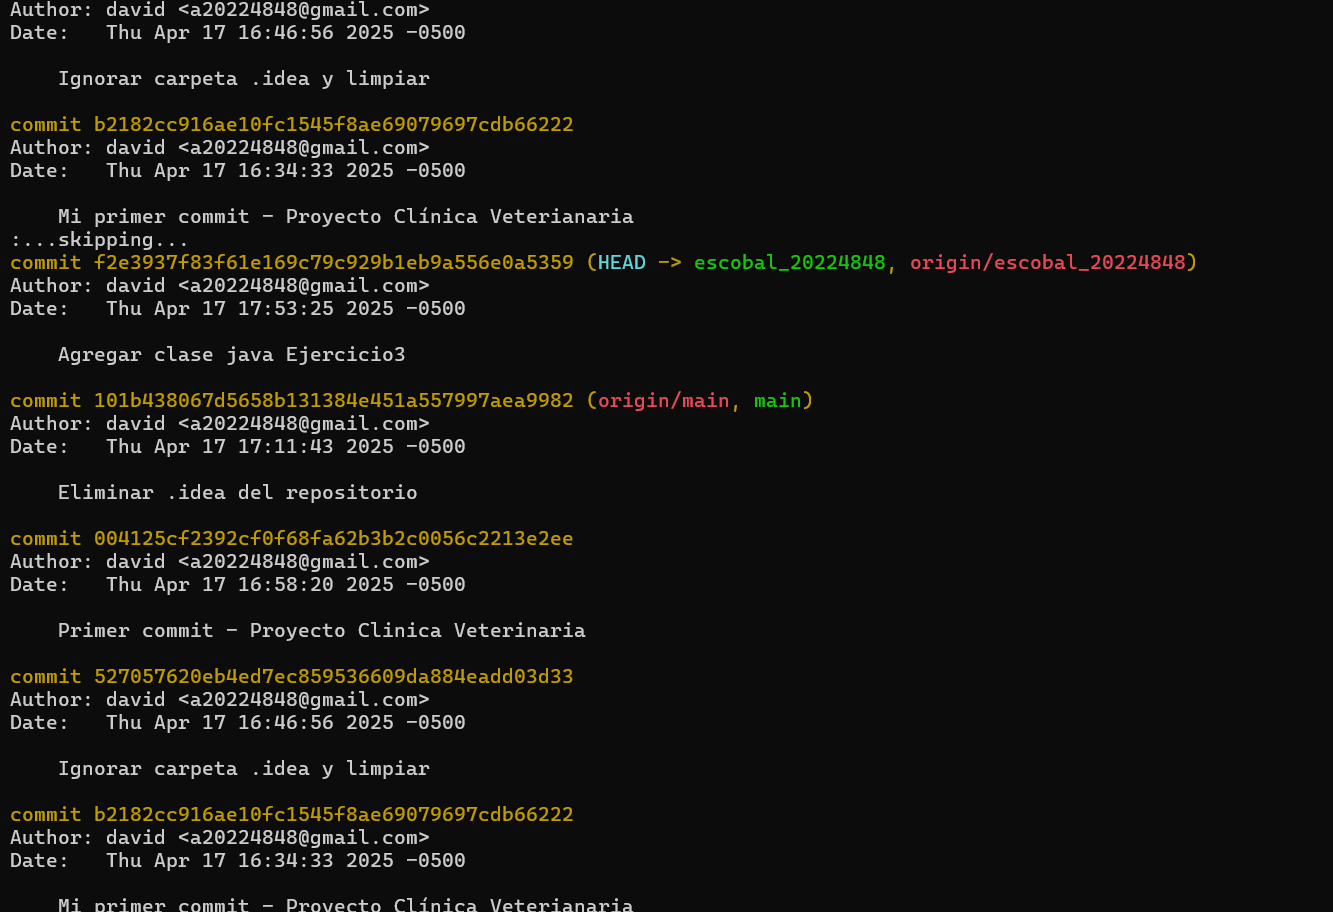 Author: david <a20224848@gmail.com>
Date:   Thu Apr 17 16:46:56 2025 -0500
    Ignorar carpeta .idea y limpiar
commit b2182cc916ae10fc1545f8ae69079697cdb66222
Author: david <a20224848@gmail.com>
Date:   Thu Apr 17 16:34:33 2025 -0500
    Mi primer commit - Proyecto Clínica Veterianaria
:...skipping...
commit f2e3937f83f61e169c79c929b1eb9a556e0a5359 (HEAD -> escobal_20224848, origin/escobal_20224848)
Author: david <a20224848@gmail.com>
Date:   Thu Apr 17 17:53:25 2025 -0500
    Agregar clase java Ejercicio3
commit 101b438067d5658b131384e451a557997aea9982 (origin/main, main)
Author: david <a20224848@gmail.com>
Date:   Thu Apr 17 17:11:43 2025 -0500
    Eliminar .idea del repositorio
commit 004125cf2392cf0f68fa62b3b2c0056c2213e2ee
Author: david <a20224848@gmail.com>
Date:   Thu Apr 17 16:58:20 2025 -0500
    Primer commit - Proyecto Clinica Veterinaria
commit 527057620eb4ed7ec859536609da884eadd03d33
Author: david <a20224848@gmail.com>
Date:   Thu Apr 17 16:46:56 2025 -0500
    Ignorar carpeta .idea y limpiar
commit b2182cc916ae10fc1545f8ae69079697cdb66222
Author: david <a20224848@gmail.com>
Date:   Thu Apr 17 16:34:33 2025 -0500
    Mi primer commit - Proyecto Clínica Veterianaria